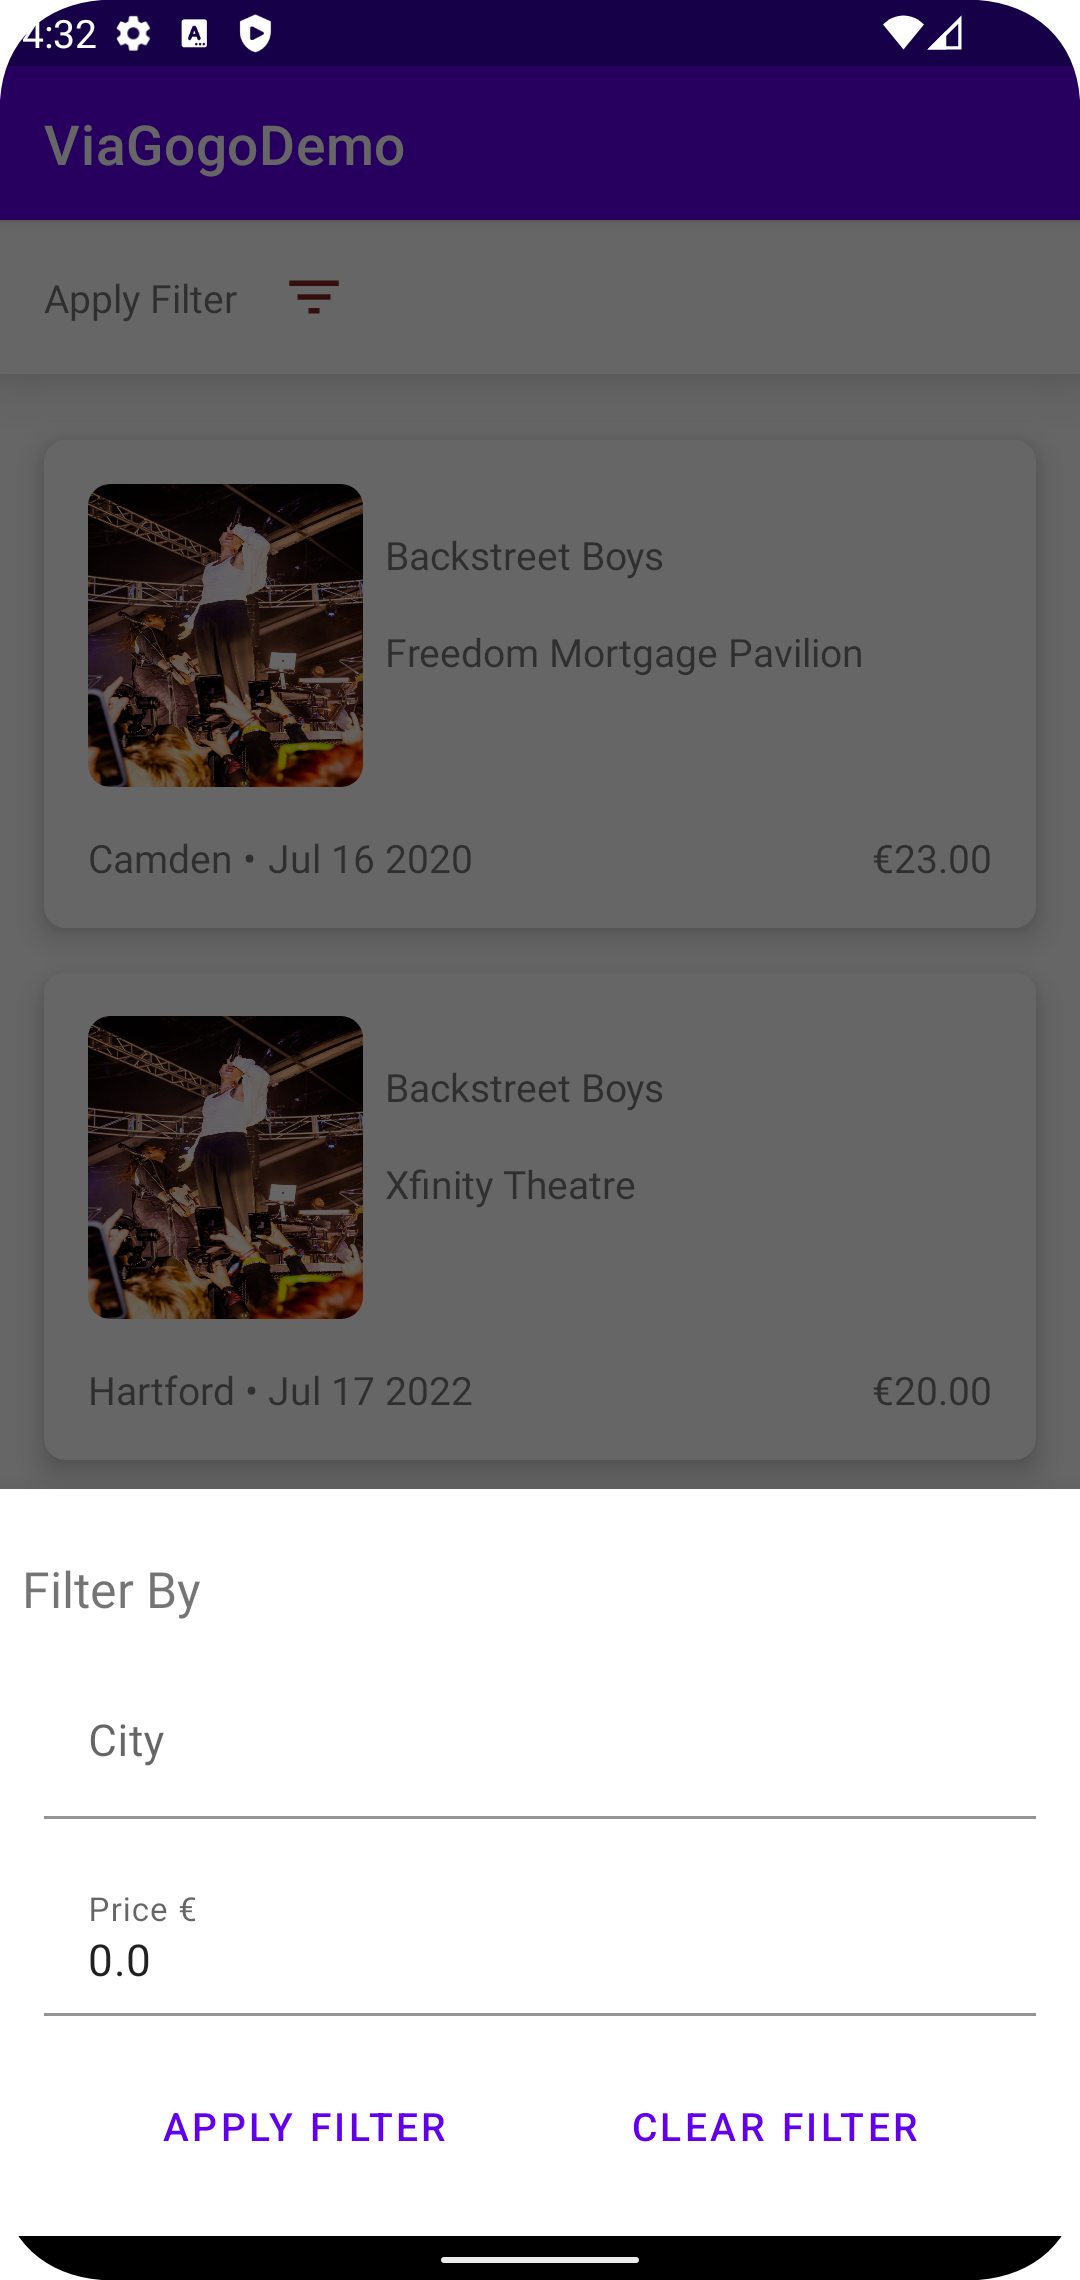 4:32
ViaGogoDemo
Apply Filter
Backstreet Boys
Freedom Mortgage Pavilion
Camden • Jul 16 2020
€23.00
Backstreet Boys
Xfinity Theatre
Hartford • Jul 17 2022
€20.00
Filter By
City
Price €
0.0
APPLY FILTER
CLEAR FILTER